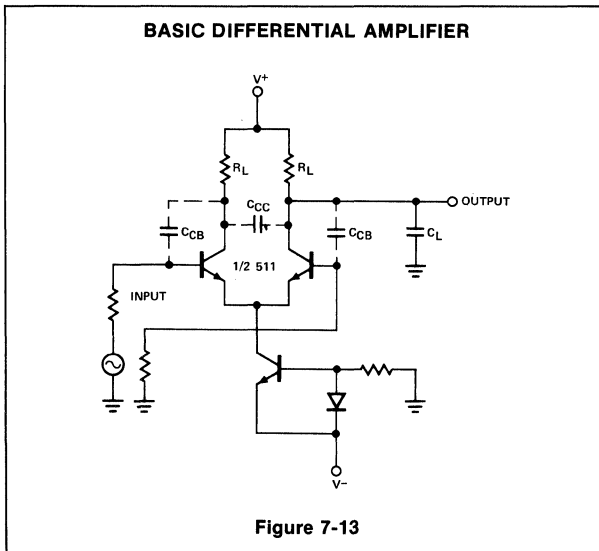 BASIC DIFFERENTIAL AMPLIFIER
V+
RL
RL
CCC
CCB
CCB
OUTPUT
CL
1/2 511
INPUT
V-
Figure 7-13